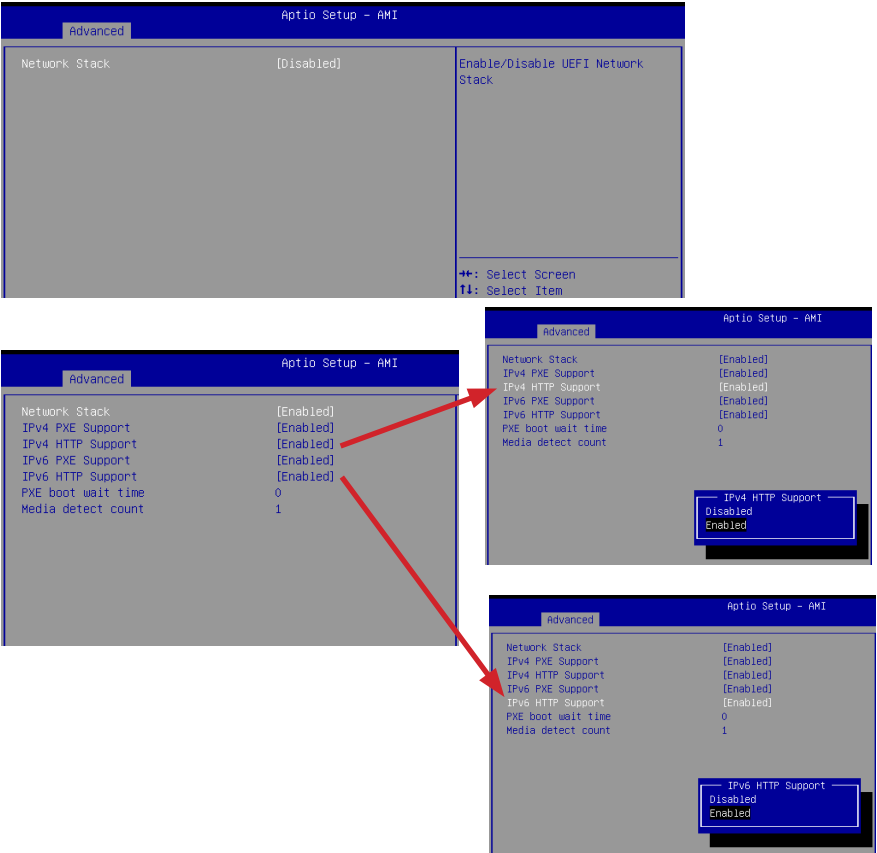 Aptio Setup – AMI
Advanced
Network Stack [Disabled]
Enable/Disable UEFI Network
Stack
→←: Select Screen
↑↓: Select Item
Aptio Setup – AMI
Advanced
Network Stack [Enabled]
IPv4 PXE Support [Enabled]
IPv4 HTTP Support [Enabled]
IPv6 PXE Support [Enabled]
IPv6 HTTP Support [Enabled]
PXE boot wait time 0
Media detect count 1
Aptio Setup – AMI
Advanced
Network Stack [Enabled]
IPv4 PXE Support [Enabled]
IPv4 HTTP Support [Enabled]
IPv6 PXE Support [Enabled]
IPv6 HTTP Support [Enabled]
PXE boot wait time 0
Media detect count 1
IPv4 HTTP Support
Disabled
Enabled
Aptio Setup – AMI
Advanced
Network Stack [Enabled]
IPv4 PXE Support [Enabled]
IPv4 HTTP Support [Enabled]
IPv6 PXE Support [Enabled]
IPv6 HTTP Support [Enabled]
PXE boot wait time 0
Media detect count 1
IPv6 HTTP Support
Disabled
Enabled